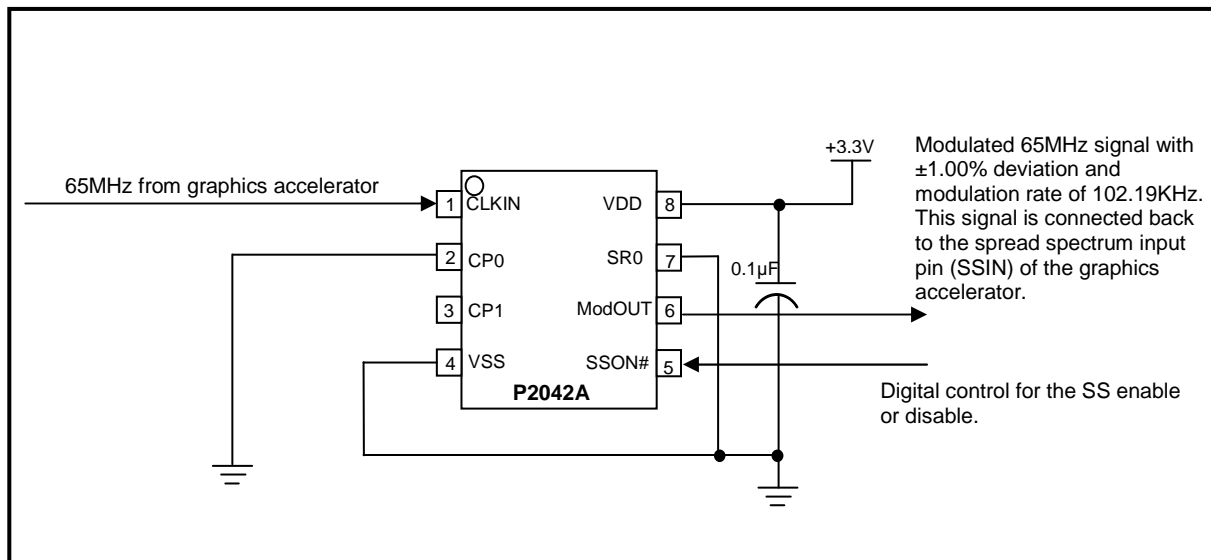 65MHz from graphics accelerator
1 CLKIN
2 CP0
3 CP1
4 VSS
VDD 8
SR0 7
ModOUT 6
SSON# 5
P2042A
+3.3V
0.1µF
Modulated 65MHz signal with
±1.00% deviation and
modulation rate of 102.19KHz.
This signal is connected back
to the spread spectrum input
pin (SSIN) of the graphics
accelerator.
Digital control for the SS enable
or disable.